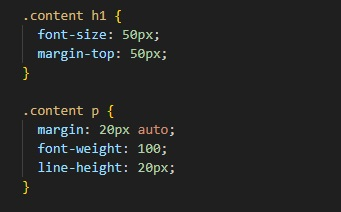 .content h1 {
  font-size: 50px;
  margin-top: 50px;
}

.content p {
  margin: 20px auto;
  font-weight: 100;
  line-height: 20px;
}